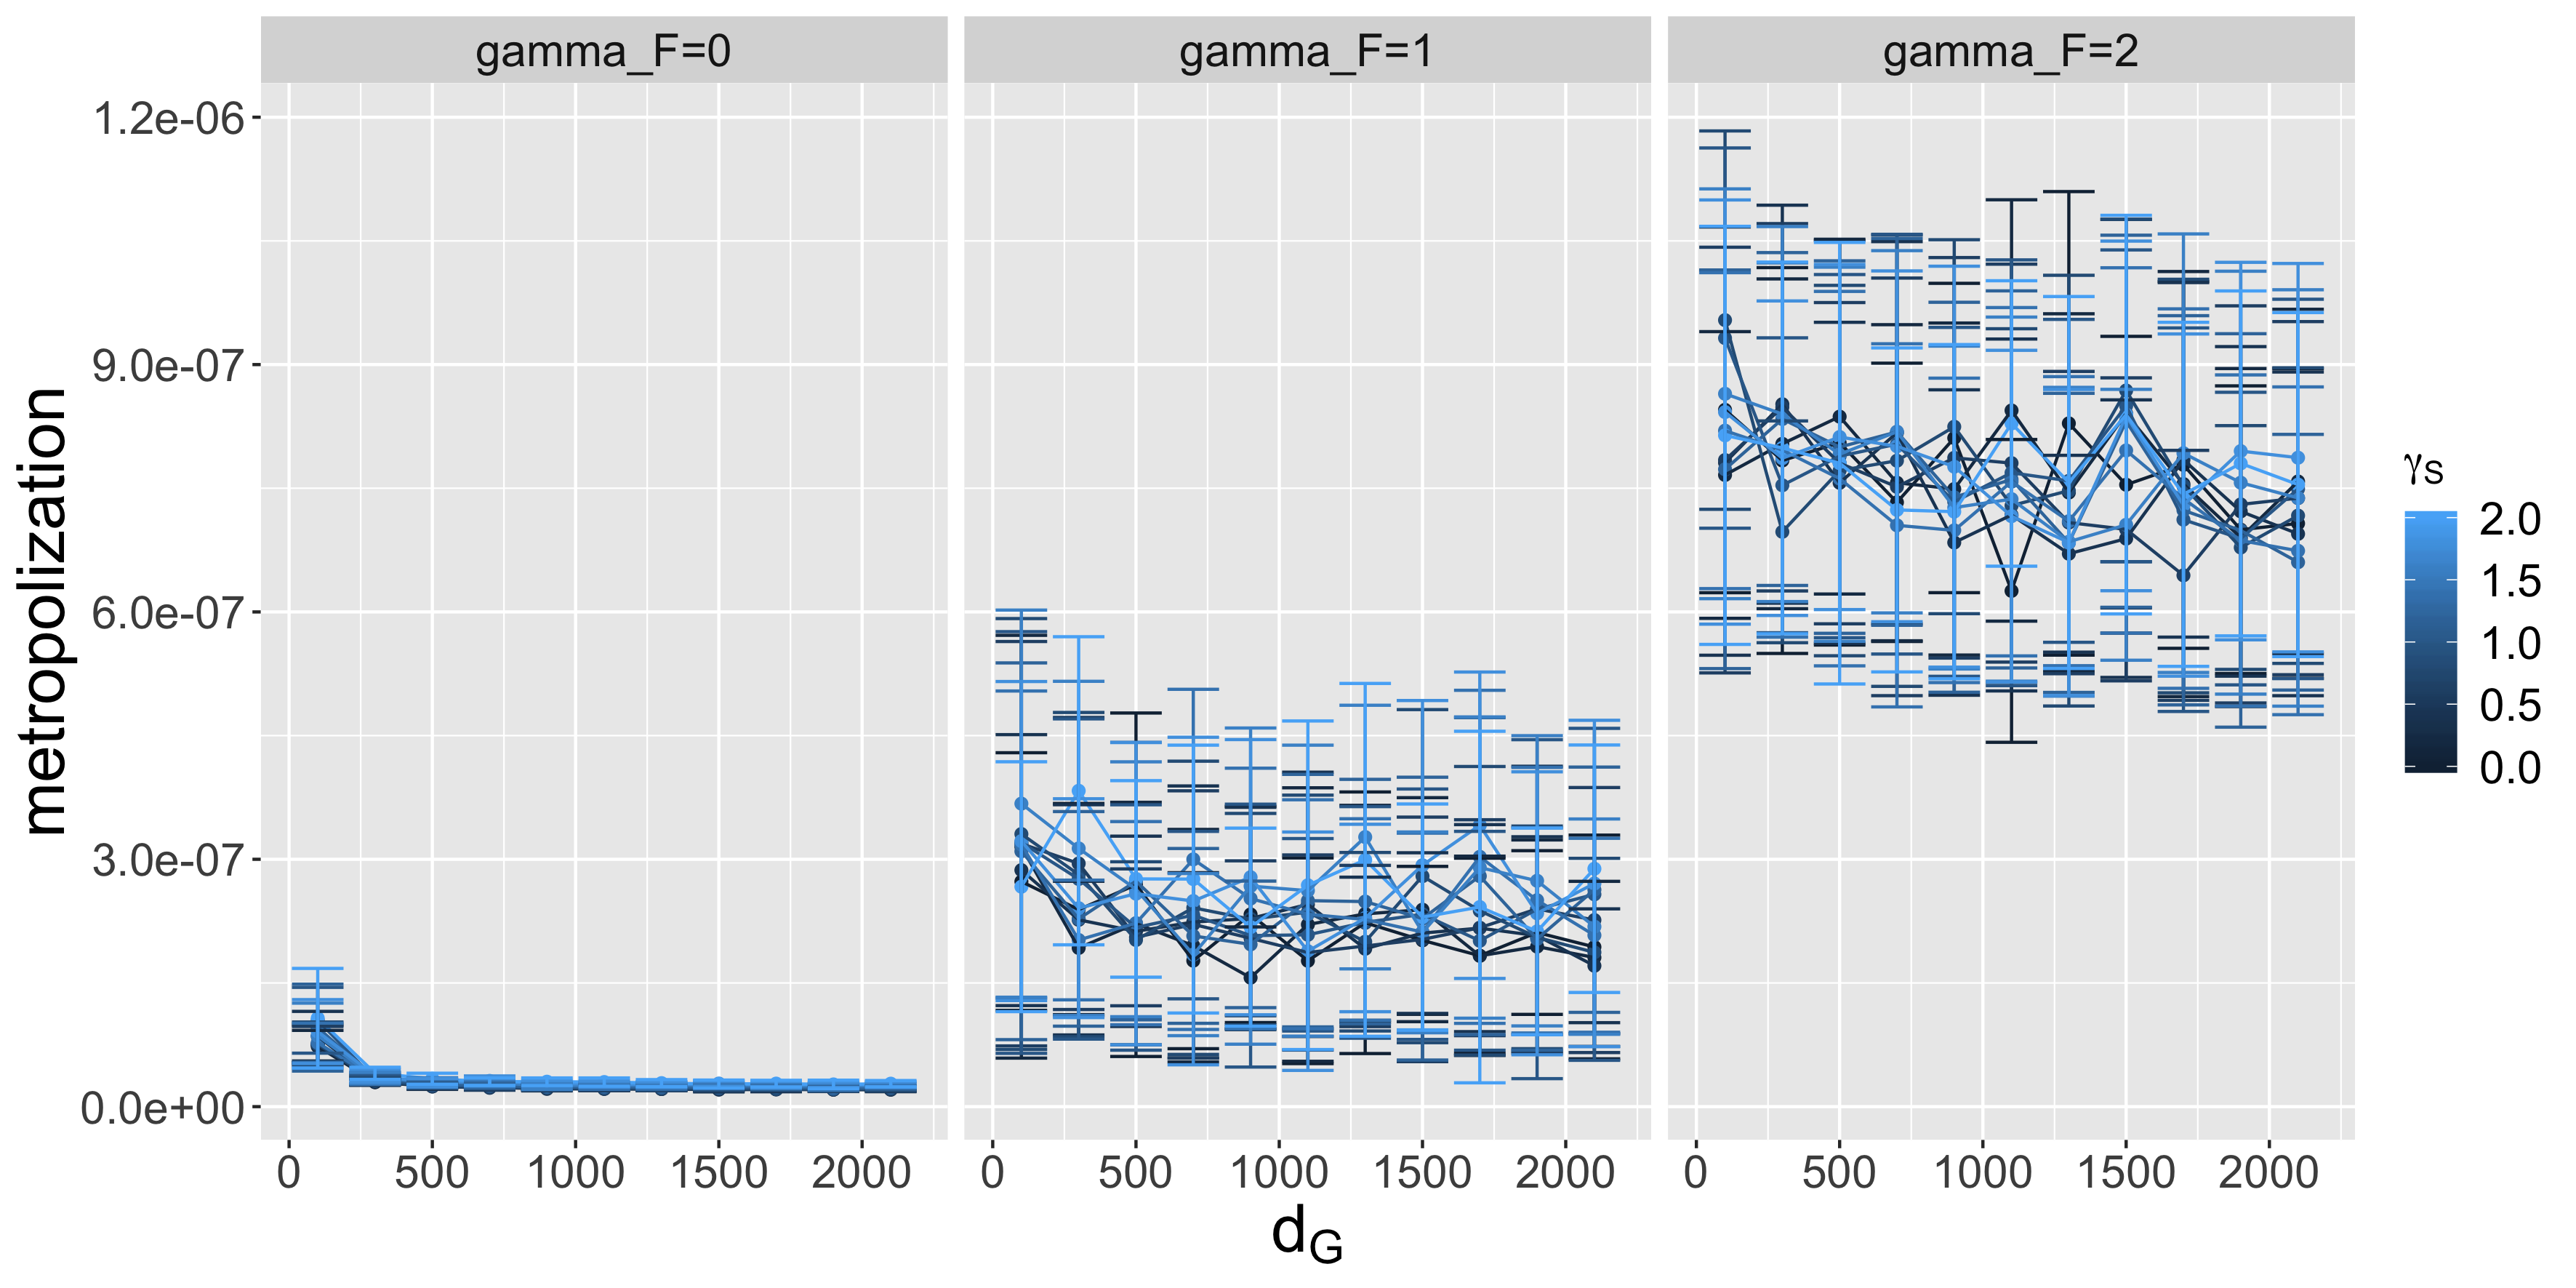 gamma_F=0 gamma_F=1 gamma_F=2
1.2e-06
9.0e-07
6.0e-07
3.0e-07
0.0e+00
metropolization
0 500 1000 1500 2000 0 500 1000 1500 2000 0 500 1000 1500 2000
dG
γS
2.0
1.5
1.0
0.5
0.0